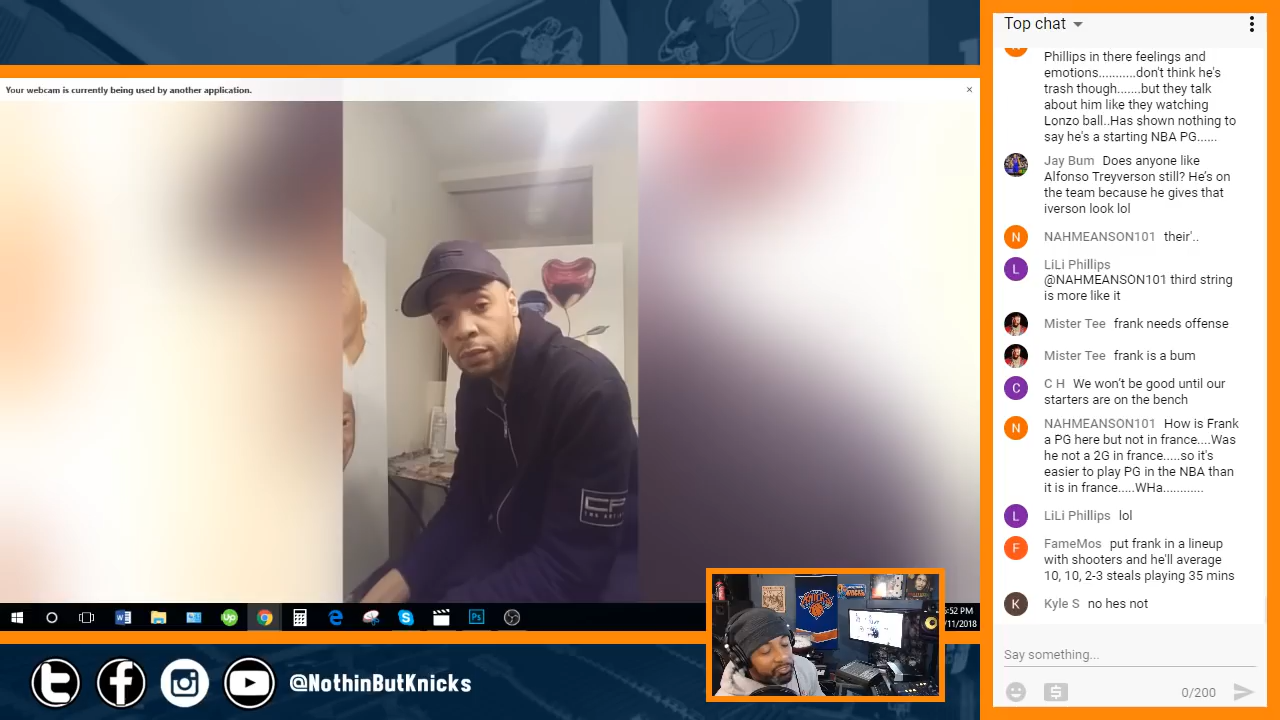 Your webcam is currently being used by another application.
×
CP
5:52 PM
/11/2018
@NothinButKnicks
KNICKS
Top chat
Phillips in there feelings and
emotions...........don't think he's
trash though.......but they talk
about him like they watching
Lonzo ball..Has shown nothing to
say he's a starting NBA PG......
Jay Bum Does anyone like
Alfonso Treyverson still? He's on
the team because he gives that
iverson look lol
N NAHMEANSON101 their'..
L LiLi Phillips
@NAHMEANSON101 third string
is more like it
Mister Tee frank needs offense
Mister Tee frank is a bum
C C H We won't be good until our
starters are on the bench
N NAHMEANSON101 How is Frank
a PG here but not in france....Was
he not a 2G in france.....so it's
easier to play PG in the NBA than
it is in france.....WHa...........
L LiLi Phillips lol
F FameMos put frank in a lineup
with shooters and he'll average
10, 10, 2-3 steals playing 35 mins
K Kyle S no hes not
Say something...
0/200